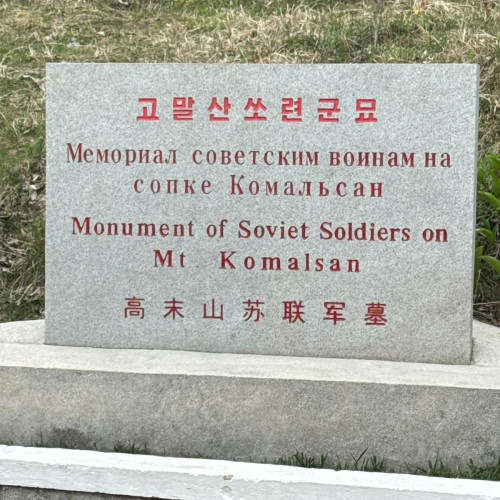 고말산쏘련군묘
Мемориал советским воинам на
сопке Комальсан
Monument of Soviet Soldiers on
Mt. Komalsan
高末山苏联军墓